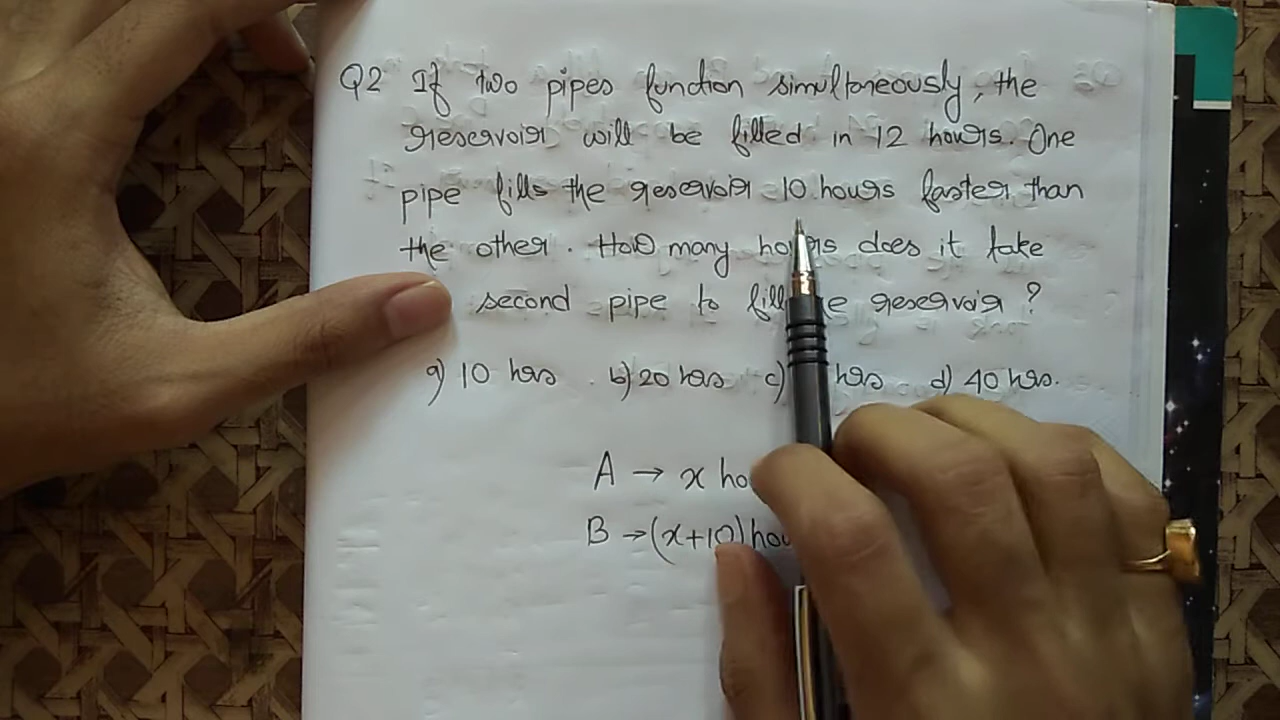 Q2 If two pipes function simultaneously, the
reservoir will be filled in 12 hours. One
pipe fills the reservoir 10 hours faster than
the other. How many hours does it take
second pipe to fill reservoir ?
a) 10 hrs b) 20 hrs c) hrs d) 40 hrs.
A → x
B → (x+10)